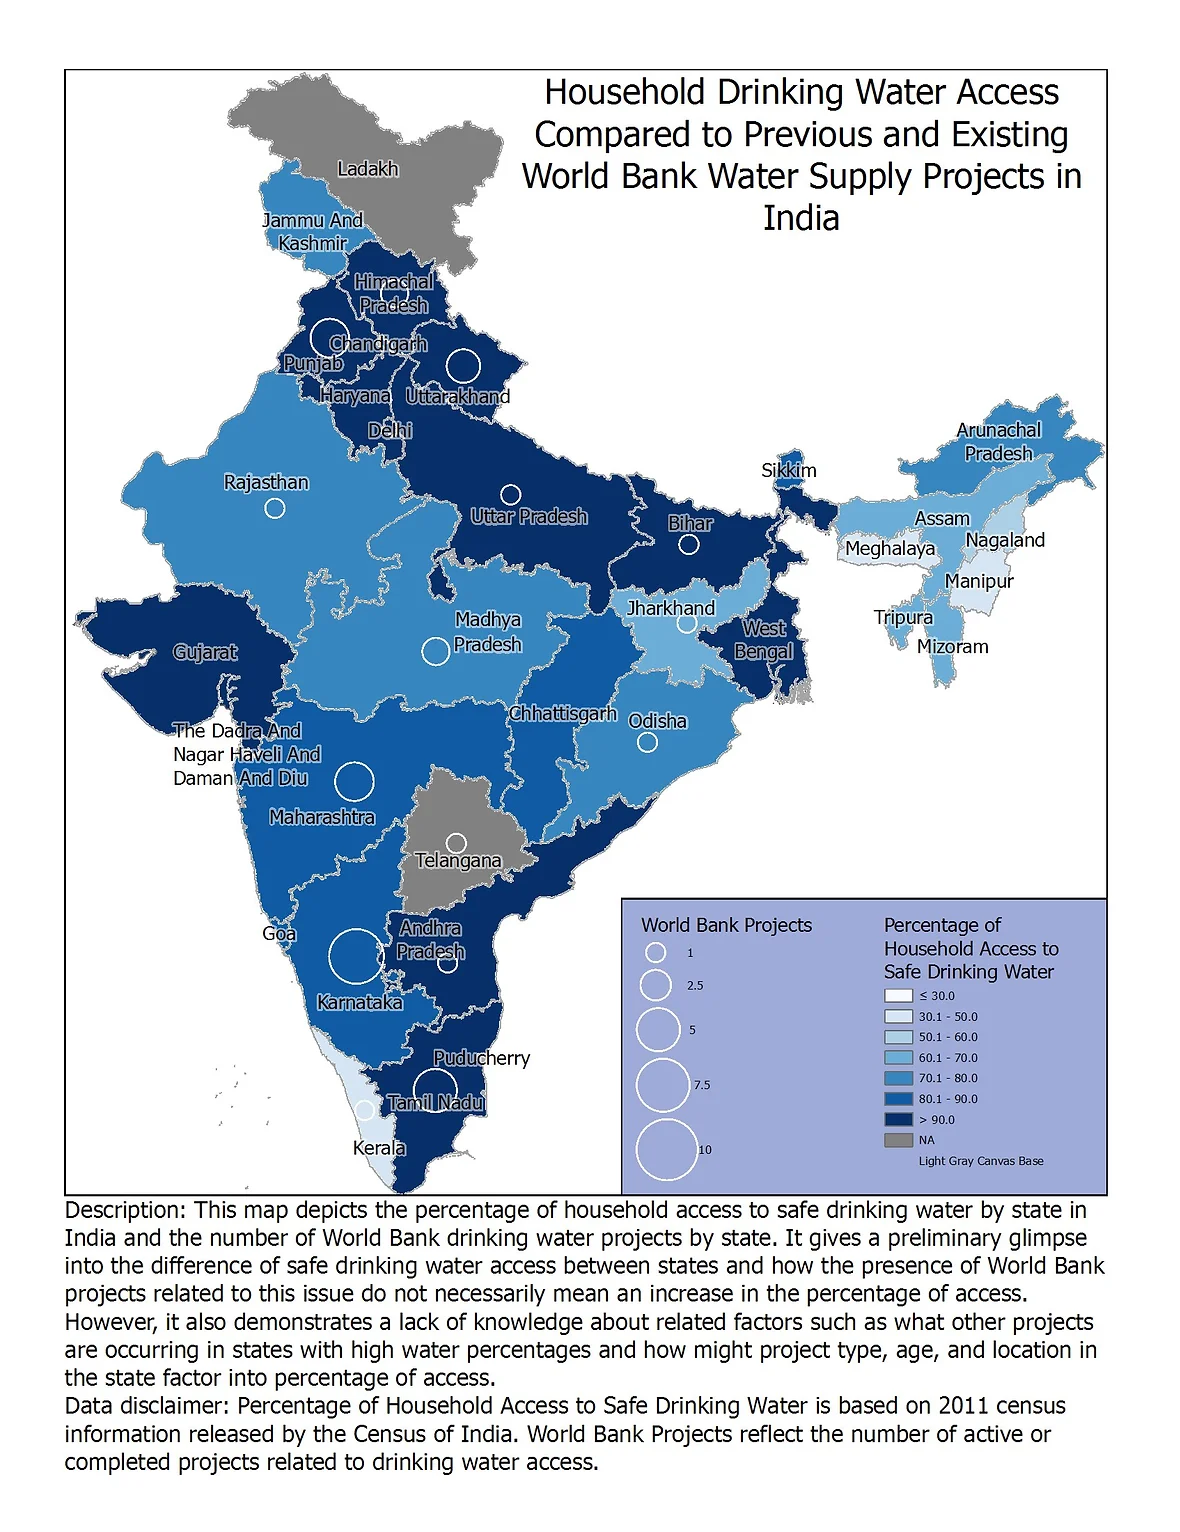 Household Drinking Water Access
Compared to Previous and Existing
World Bank Water Supply Projects in
India
Ladakh
Jammu And
Kashmir
Himachal
Pradesh
Chandigarh
Punjab
Haryana
Uttarakhand
Delhi
Rajasthan
Uttar Pradesh
Bihar
Sikkim
Arunachal
Pradesh
Assam
Nagaland
Meghalaya
Manipur
Tripura
Mizoram
Jharkhand
West
Bengal
Madhya
Pradesh
Gujarat
Chhattisgarh
Odisha
The Dadra And
Nagar Haveli And
Daman And Diu
Maharashtra
Telangana
Goa
Andhra
Pradesh
Karnataka
Puducherry
Tamil Nadu
Kerala
World Bank Projects
1
2.5
5
7.5
10
Percentage of
Household Access to
Safe Drinking Water
≤ 30.0
30.1 - 50.0
50.1 - 60.0
60.1 - 70.0
70.1 - 80.0
80.1 - 90.0
> 90.0
NA
Light Gray Canvas Base
Description: This map depicts the percentage of household access to safe drinking water by state in
India and the number of World Bank drinking water projects by state. It gives a preliminary glimpse
into the difference of safe drinking water access between states and how the presence of World Bank
projects related to this issue do not necessarily mean an increase in the percentage of access.
However, it also demonstrates a lack of knowledge about related factors such as what other projects
are occurring in states with high water percentages and how might project type, age, and location in
the state factor into percentage of access.
Data disclaimer: Percentage of Household Access to Safe Drinking Water is based on 2011 census
information released by the Census of India. World Bank Projects reflect the number of active or
completed projects related to drinking water access.